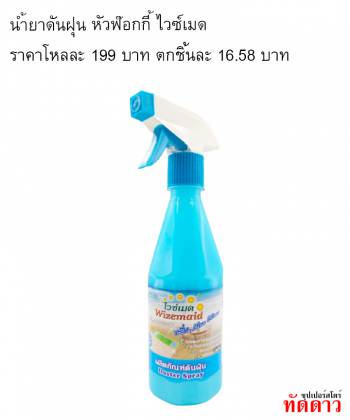 น้ำยาดันฝุ่น หัวฟ๊อกกี้ ไวซ์เมด
ราคาโหลละ 199 บาท ตกชิ้นละ 16.58 บาท
ไวซ์เมด
Wizemaid
ผลิตภัณฑ์ดันฝุ่น
Duster Spray
ซุปเปอร์สโตร์
ทัดดาว